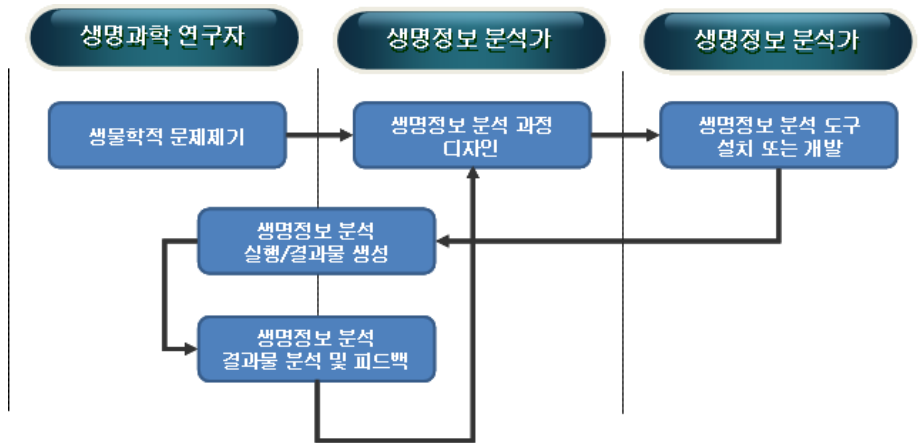 생명과학 연구자
생명정보 분석가
생명정보 분석가
생물학적 문제제기
생명정보 분석 과정
디자인
생명정보 분석 도구
설치 또는 개발
생명정보 분석
실행/결과물 생성
생명정보 분석
결과물 분석 및 피드백